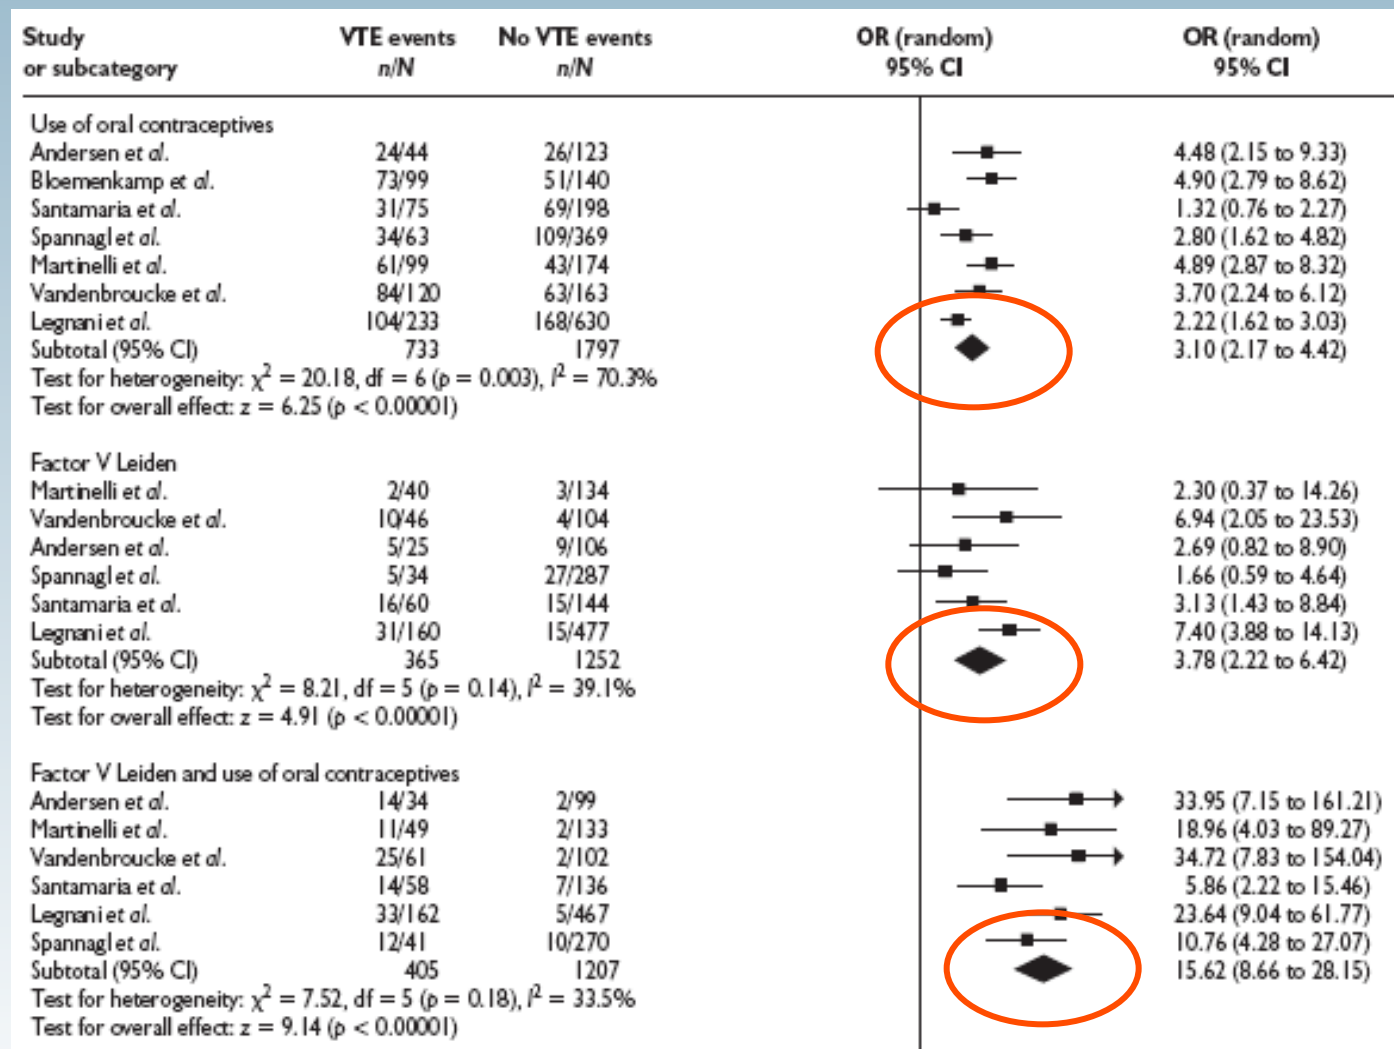 Study VTE events No VTE events OR (random) OR (random)
or subcategory n/N n/N 95% CI 95% CI
Use of oral contraceptives
Andersen et al. 24/44 26/123 4.48 (2.15 to 9.33)
Bloemenkamp et al. 73/99 51/140 4.90 (2.79 to 8.62)
Santamaria et al. 31/75 69/198 1.32 (0.76 to 2.27)
Spannagl et al. 34/63 109/369 2.80 (1.62 to 4.82)
Martinelli et al. 61/99 43/174 4.89 (2.87 to 8.32)
Vandenbroucke et al. 84/120 63/163 3.70 (2.24 to 6.12)
Legnani et al. 104/233 168/630 2.22 (1.62 to 3.03)
Subtotal (95% CI) 733 1797 3.10 (2.17 to 4.42)
Test for heterogeneity: χ² = 20.18, df = 6 (p = 0.003), I² = 70.3%
Test for overall effect: z = 6.25 (p < 0.00001)
Factor V Leiden
Martinelli et al. 2/40 3/134 2.30 (0.37 to 14.26)
Vandenbroucke et al. 10/46 4/104 6.94 (2.05 to 23.53)
Andersen et al. 5/25 9/106 2.69 (0.82 to 8.90)
Spannagl et al. 5/34 27/287 1.66 (0.59 to 4.64)
Santamaria et al. 16/60 15/144 3.13 (1.43 to 8.84)
Legnani et al. 31/160 15/477 7.40 (3.88 to 14.13)
Subtotal (95% CI) 365 1252 3.78 (2.22 to 6.42)
Test for heterogeneity: χ² = 8.21, df = 5 (p = 0.14), I² = 39.1%
Test for overall effect: z = 4.91 (p < 0.00001)
Factor V Leiden and use of oral contraceptives
Andersen et al. 14/34 2/99 33.95 (7.15 to 161.21)
Martinelli et al. 11/49 2/133 18.96 (4.03 to 89.27)
Vandenbroucke et al. 25/61 2/102 34.72 (7.83 to 154.04)
Santamaria et al. 14/58 7/136 5.86 (2.22 to 15.46)
Legnani et al. 33/162 5/467 23.64 (9.04 to 61.77)
Spannagl et al. 12/41 10/270 10.76 (4.28 to 27.07)
Subtotal (95% CI) 405 1207 15.62 (8.66 to 28.15)
Test for heterogeneity: χ² = 7.52, df = 5 (p = 0.18), I² = 33.5%
Test for overall effect: z = 9.14 (p < 0.00001)